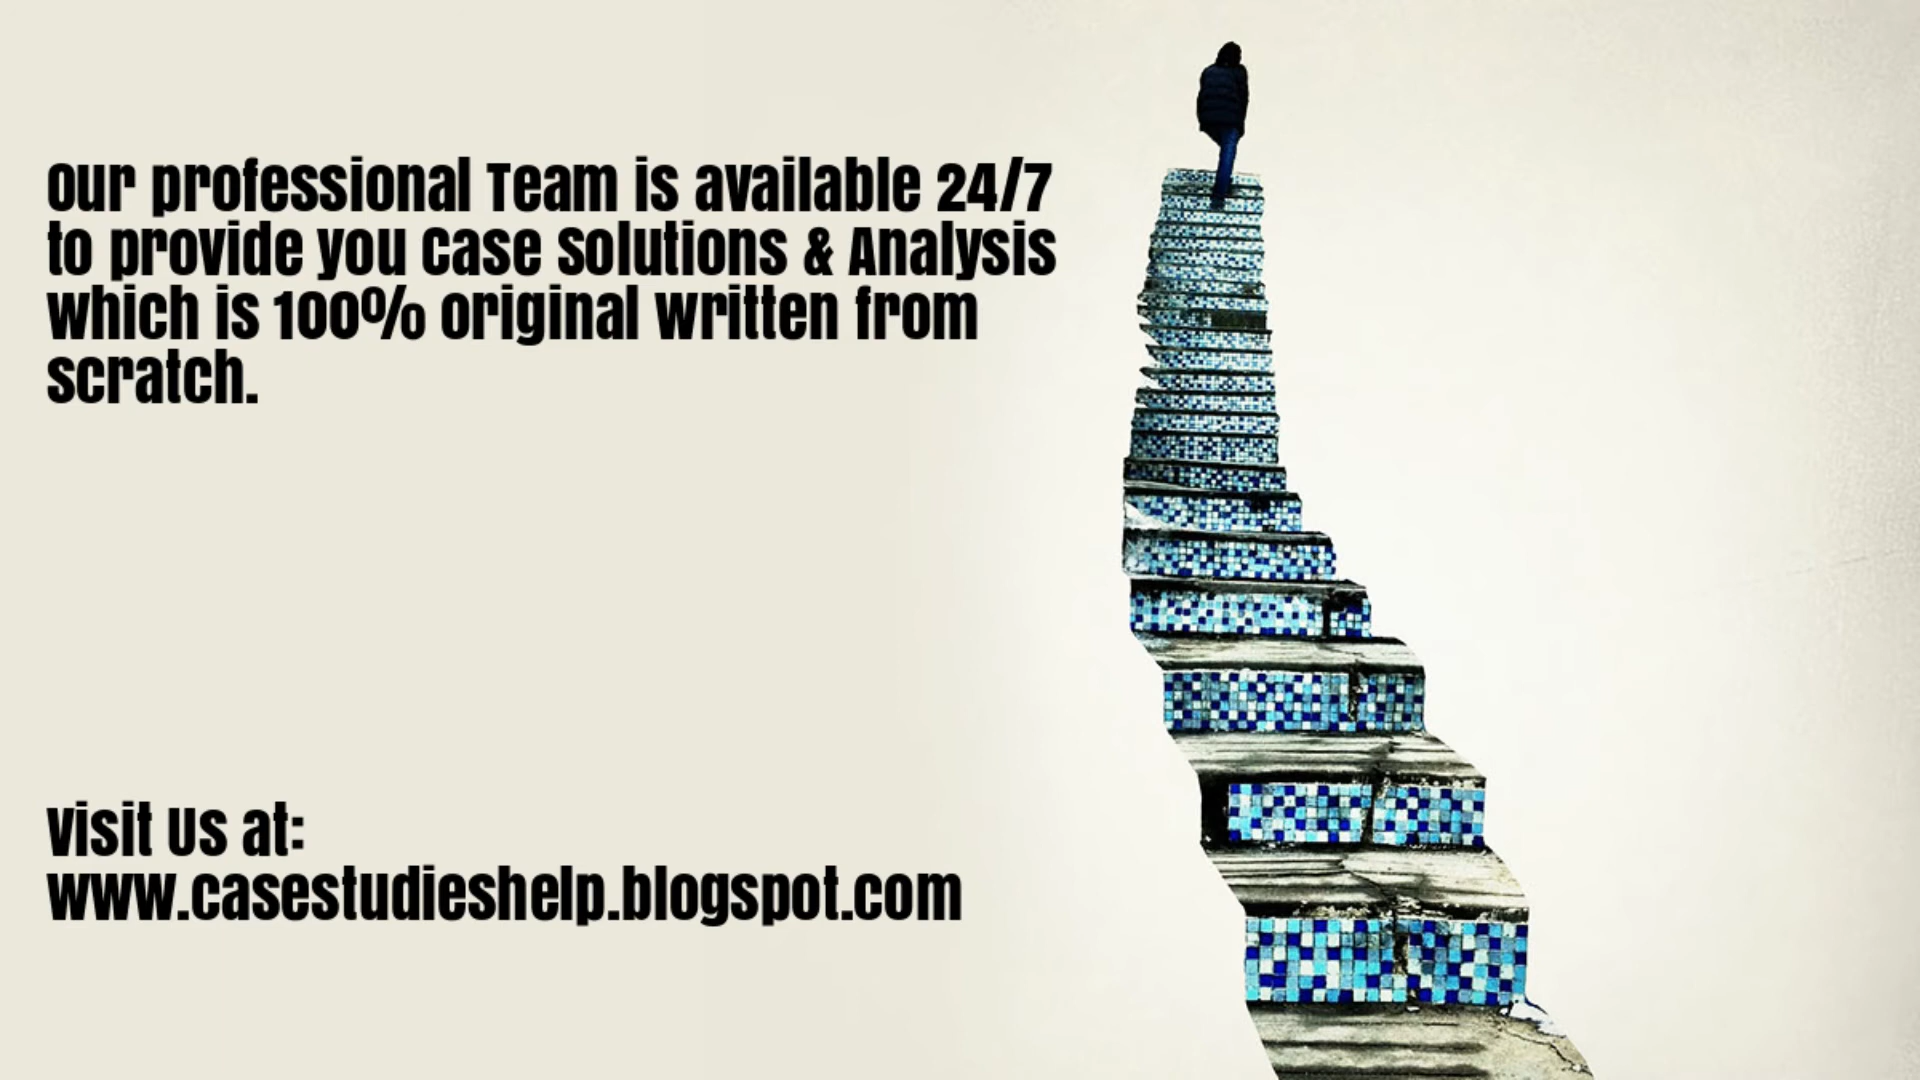 our professional Team is available 24/7
to provide you case solutions & Analysis
which is 100% original written from
scratch.
visit us at:
www.casestudieshelp.blogspot.com